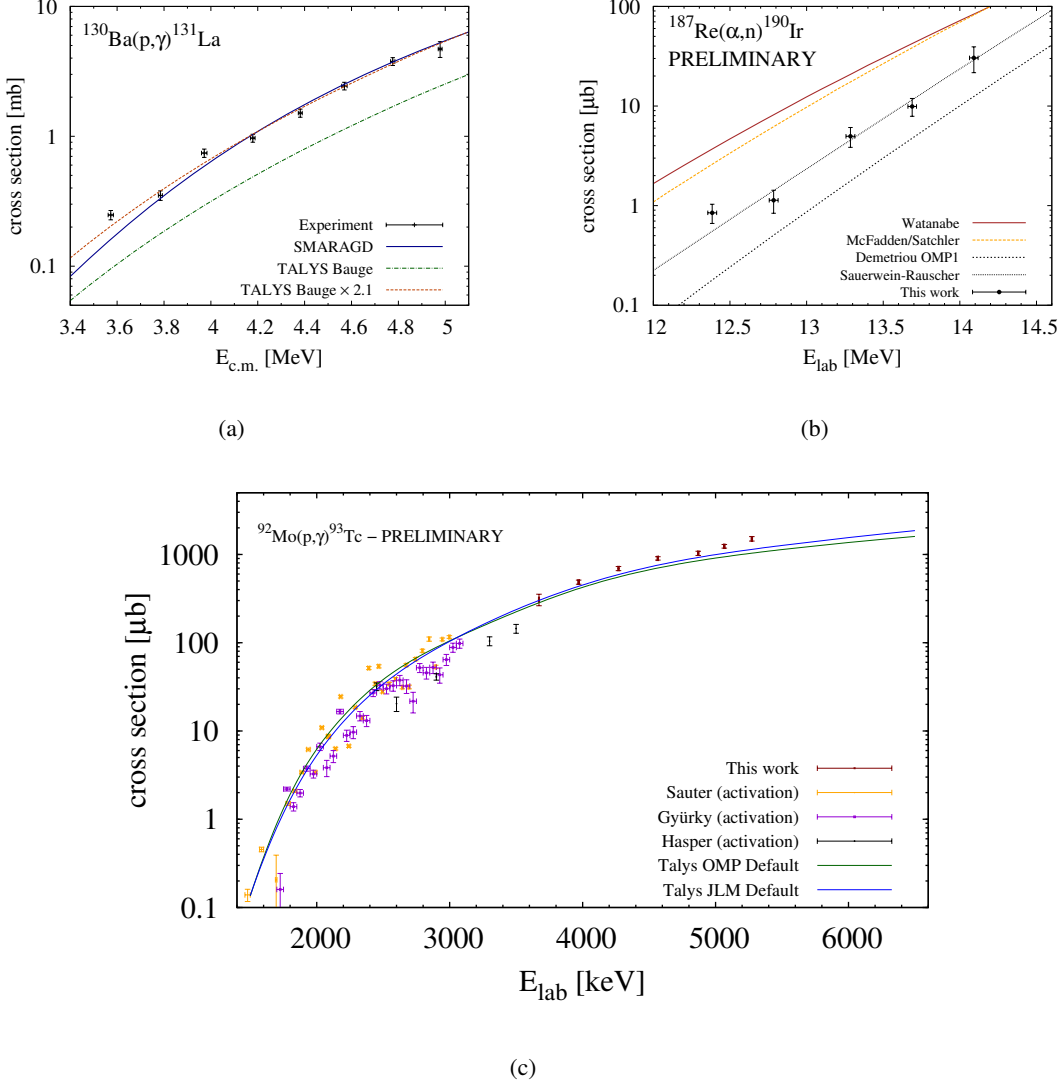 ¹³⁰Ba(p,γ)¹³¹La
10
1
0.1
cross section [mb]
Experiment
SMARAGD
TALYS Bauge
TALYS Bauge × 2.1
3.4 3.6 3.8 4 4.2 4.4 4.6 4.8 5
E_c.m. [MeV]
(a)
¹⁸⁷Re(α,n)¹⁹⁰Ir
PRELIMINARY
100
10
1
0.1
cross section [μb]
Watanabe
McFadden/Satchler
Demetriou OMP1
Sauerwein-Rauscher
This work
12 12.5 13 13.5 14 14.5
E_lab [MeV]
(b)
⁹²Mo(p,γ)⁹³Tc – PRELIMINARY
1000
100
10
1
0.1
cross section [μb]
This work
Sauter (activation)
Gyürky (activation)
Hasper (activation)
Talys OMP Default
Talys JLM Default
2000 3000 4000 5000 6000
E_lab [keV]
(c)